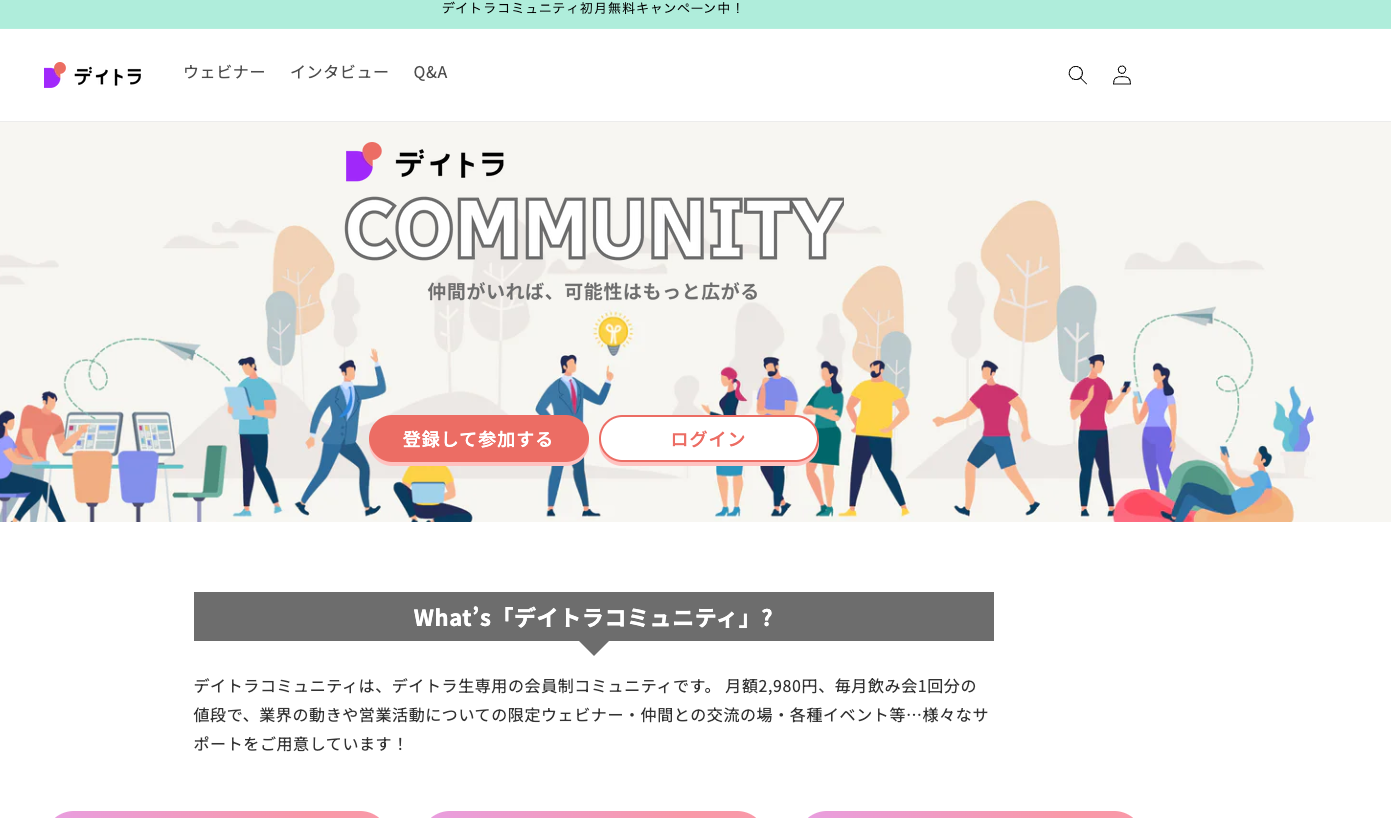 デイトラコミュニティ初月無料キャンペーン中！
デイトラ
ウェビナー インタビュー Q&A
デイトラ
COMMUNITY
仲間がいれば、可能性はもっと広がる
登録して参加する ログイン
What’s「デイトラコミュニティ」?
デイトラコミュニティは、デイトラ生専用の会員制コミュニティです。 月額2,980円、毎月飲み会1回分の
値段で、業界の動きや営業活動についての限定ウェビナー・仲間との交流の場・各種イベント等…様々なサ
ポートをご用意しています！